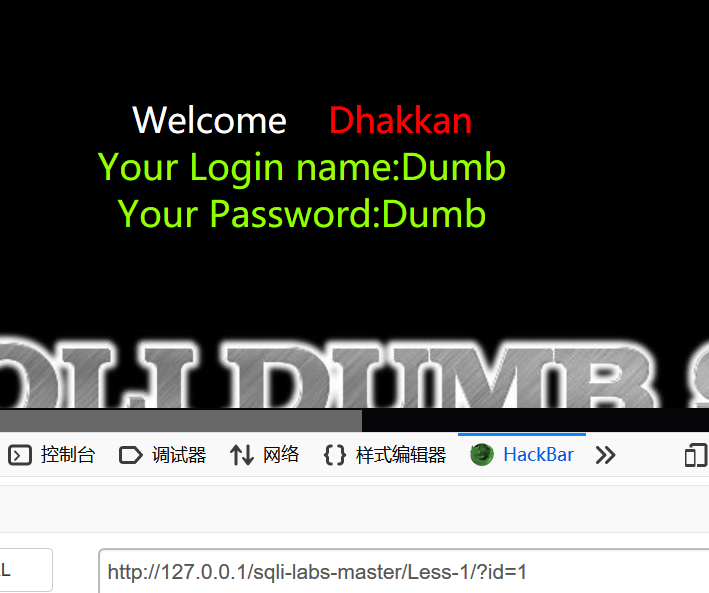 Welcome Dhakkan
Your Login name:Dumb
Your Password:Dumb
SQLI DUMB S
控制台 调试器 网络 {} 样式编辑器 HackBar
L
http://127.0.0.1/sqli-labs-master/Less-1/?id=1